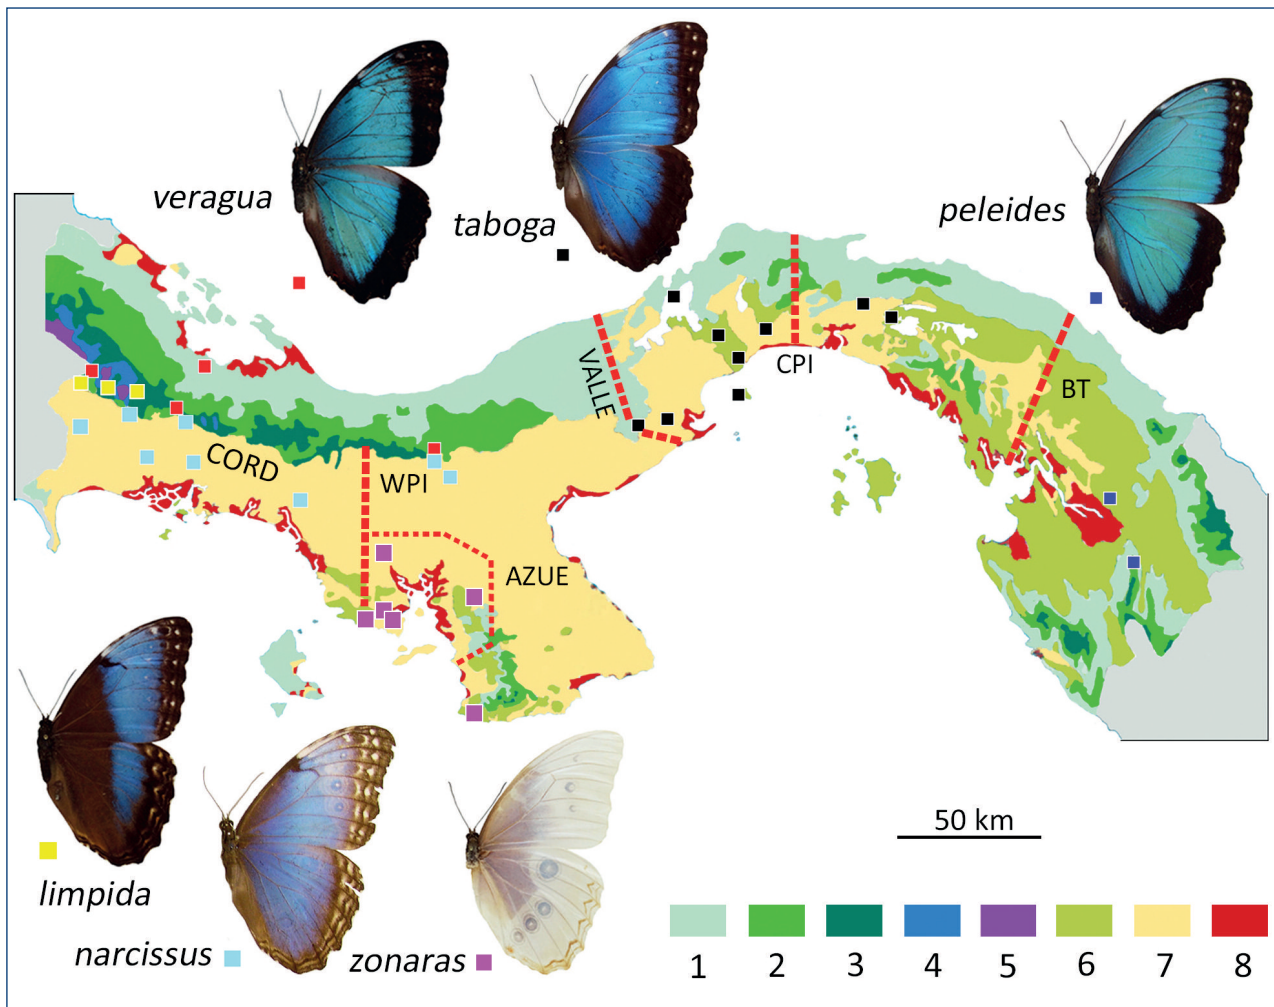 veragua
taboga
peleides
VALLE
CPI
BT
CORD
WPI
AZUE
limpida
narcissus
zonaras
50 km
1 2 3 4 5 6 7 8